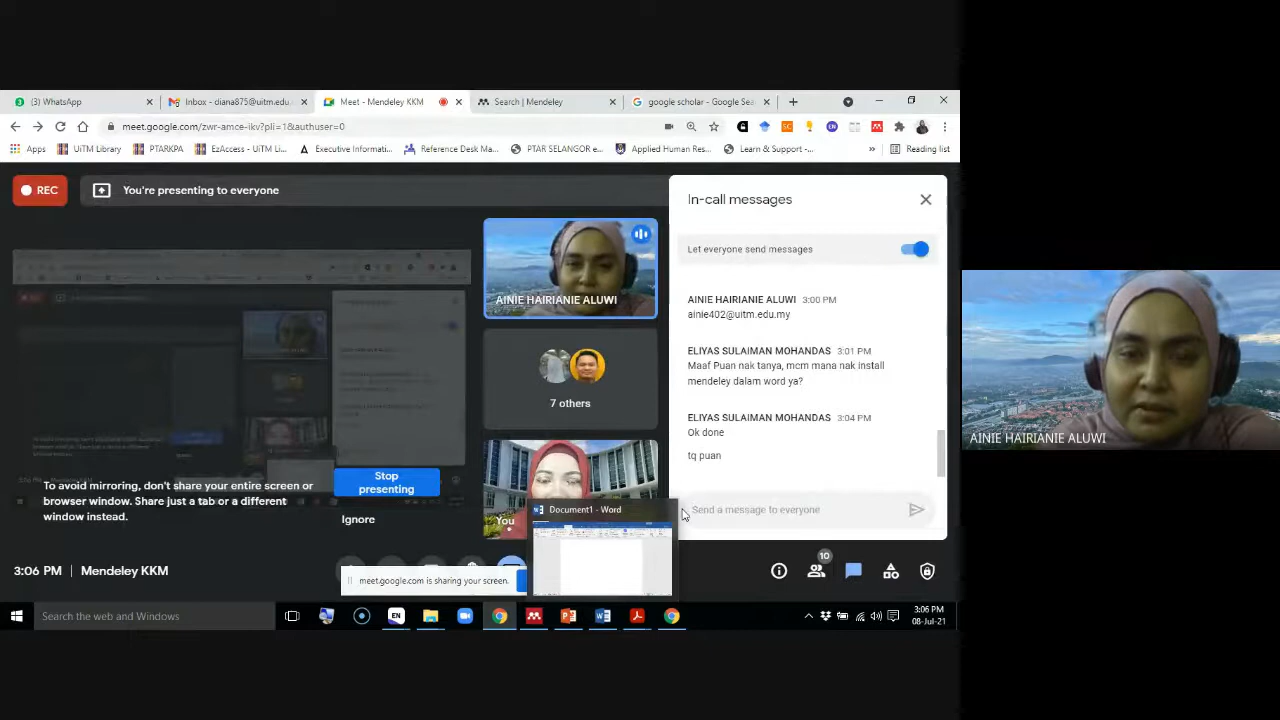 (3) WhatsApp
Inbox - diana875@uitm.edu.
Meet - Mendeley KKM
Search | Mendeley
google scholar - Google Sea
meet.google.com/zwr-amce-ikv?pli=1&authuser=0
Apps
UiTM Library
PTARKPA
EzAccess - UiTM Li...
Executive Informati...
Reference Desk Ma...
PTAR SELANGOR e...
Applied Human Res...
Learn & Support -...
»
Reading list
REC
You're presenting to everyone
In-call messages
Let everyone send messages
AINIE HAIRIANIE ALUWI
AINIE HAIRIANIE ALUWI 3:00 PM
ainie402@uitm.edu.my
ELIYAS SULAIMAN MOHANDAS 3:01 PM
Maaf Puan nak tanya, mcm mana nak install
mendeley dalam word ya?
7 others
ELIYAS SULAIMAN MOHANDAS 3:04 PM
Ok done
tq puan
AINIE HAIRIANIE ALUWI
To avoid mirroring, don't share your entire screen or
browser window. Share just a tab or a different
window instead.
Stop
presenting
Ignore
You
Document1 - Word
Send a message to everyone
3:06 PM | Mendeley KKM
meet.google.com is sharing your screen.
10
Search the web and Windows
EN
3:06 PM
08-Jul-21